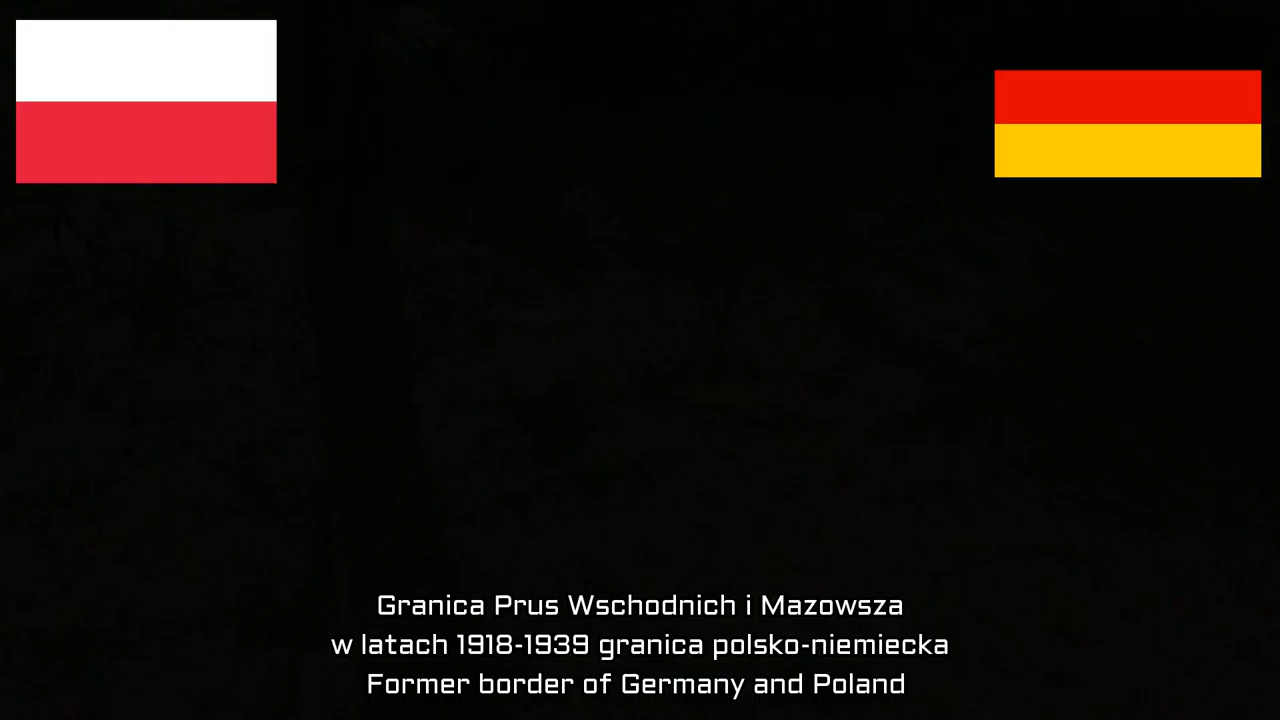 Granica Prus Wschodnich i Mazowsza
w latach 1918-1939 granica polsko-niemiecka
Former border of Germany and Poland